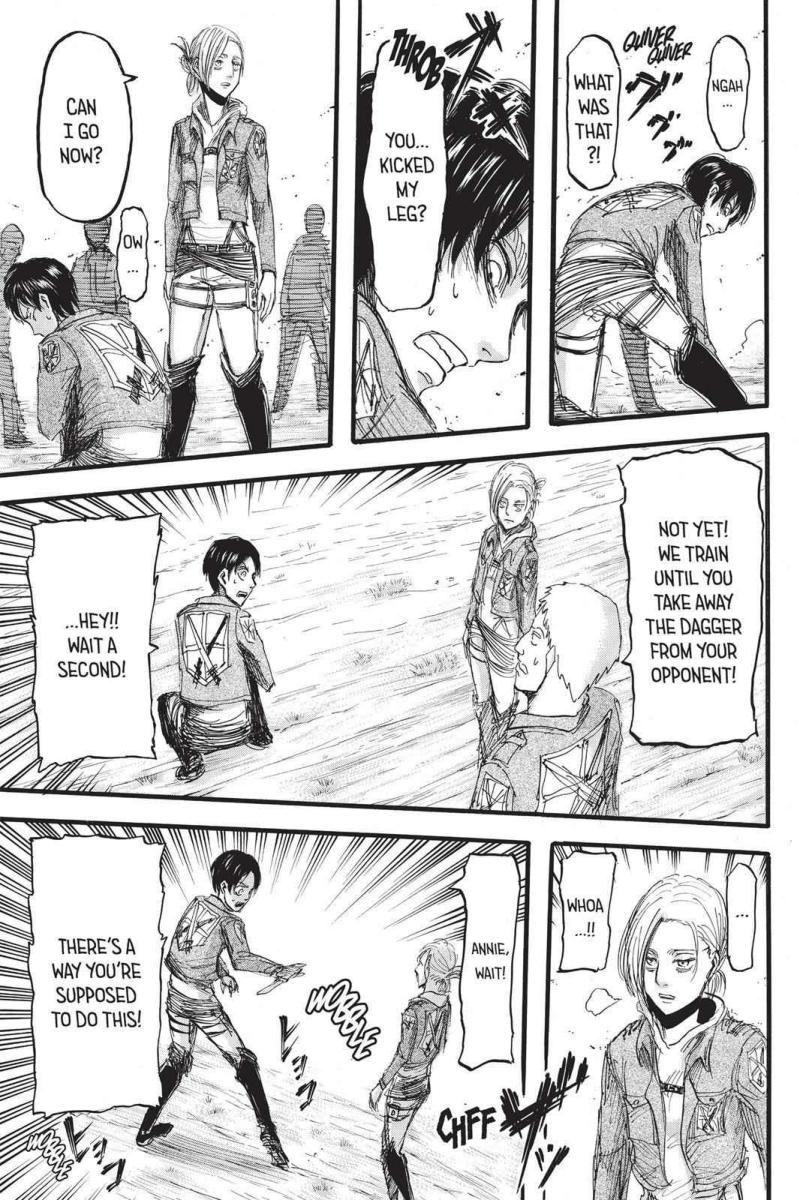 NGAH
...
QUIVER
QUIVER
WHAT
WAS
THAT
?!
THROB
YOU...
KICKED
MY
LEG?
CAN
I GO
NOW?
OW
...
NOT YET!
WE TRAIN
UNTIL YOU
TAKE AWAY
THE DAGGER
FROM YOUR
OPPONENT!
...HEY!!
WAIT A
SECOND!
...
WHOA
...!!
CHFF
ANNIE,
WAIT!
WOBBLE
THERE'S A
WAY YOU'RE
SUPPOSED
TO DO THIS!
WOBBLE